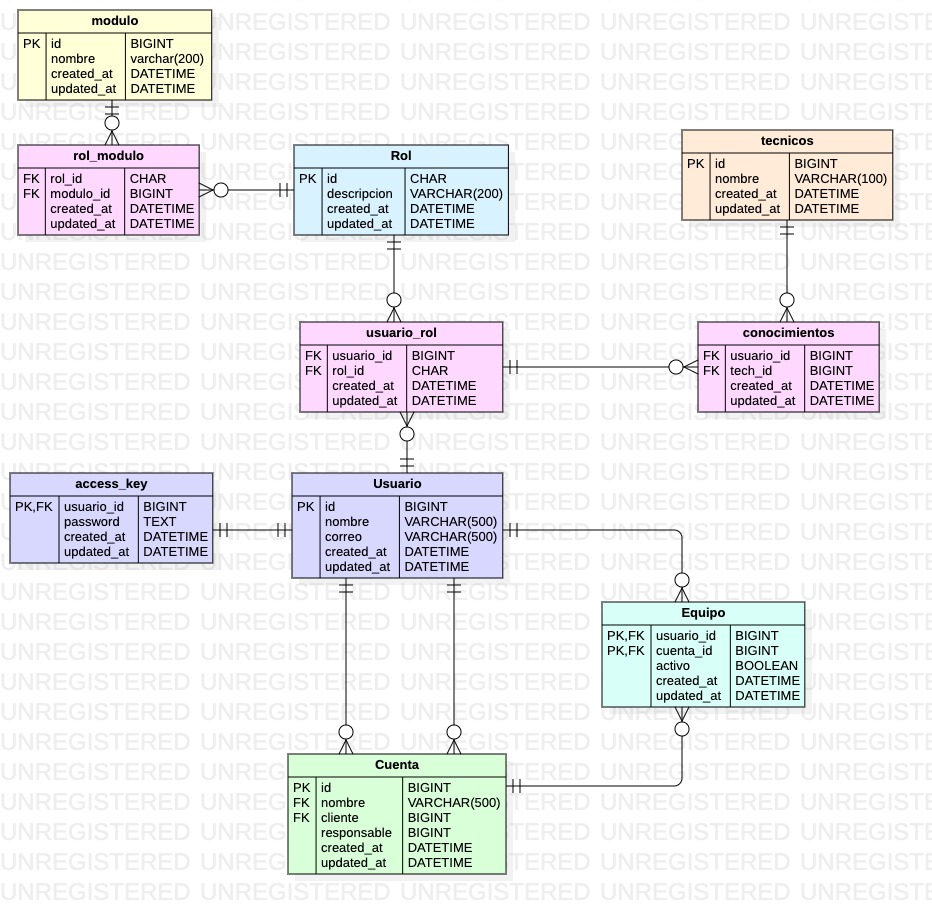 modulo
PK id BIGINT
nombre varchar(200)
created_at DATETIME
updated_at DATETIME
rol_modulo
FK rol_id CHAR
FK modulo_id BIGINT
created_at DATETIME
updated_at DATETIME
Rol
PK id CHAR
descripcion VARCHAR(200)
created_at DATETIME
updated_at DATETIME
tecnicos
PK id BIGINT
nombre VARCHAR(100)
created_at DATETIME
updated_at DATETIME
usuario_rol
FK usuario_id BIGINT
FK rol_id CHAR
created_at DATETIME
updated_at DATETIME
conocimientos
FK usuario_id BIGINT
FK tech_id BIGINT
created_at DATETIME
updated_at DATETIME
access_key
PK,FK usuario_id BIGINT
password TEXT
created_at DATETIME
updated_at DATETIME
Usuario
PK id BIGINT
nombre VARCHAR(500)
correo VARCHAR(500)
created_at DATETIME
updated_at DATETIME
Equipo
PK,FK usuario_id BIGINT
PK,FK cuenta_id BIGINT
activo BOOLEAN
created_at DATETIME
updated_at DATETIME
Cuenta
PK id BIGINT
FK nombre VARCHAR(500)
FK cliente BIGINT
responsable BIGINT
created_at DATETIME
updated_at DATETIME
UNREGISTERED